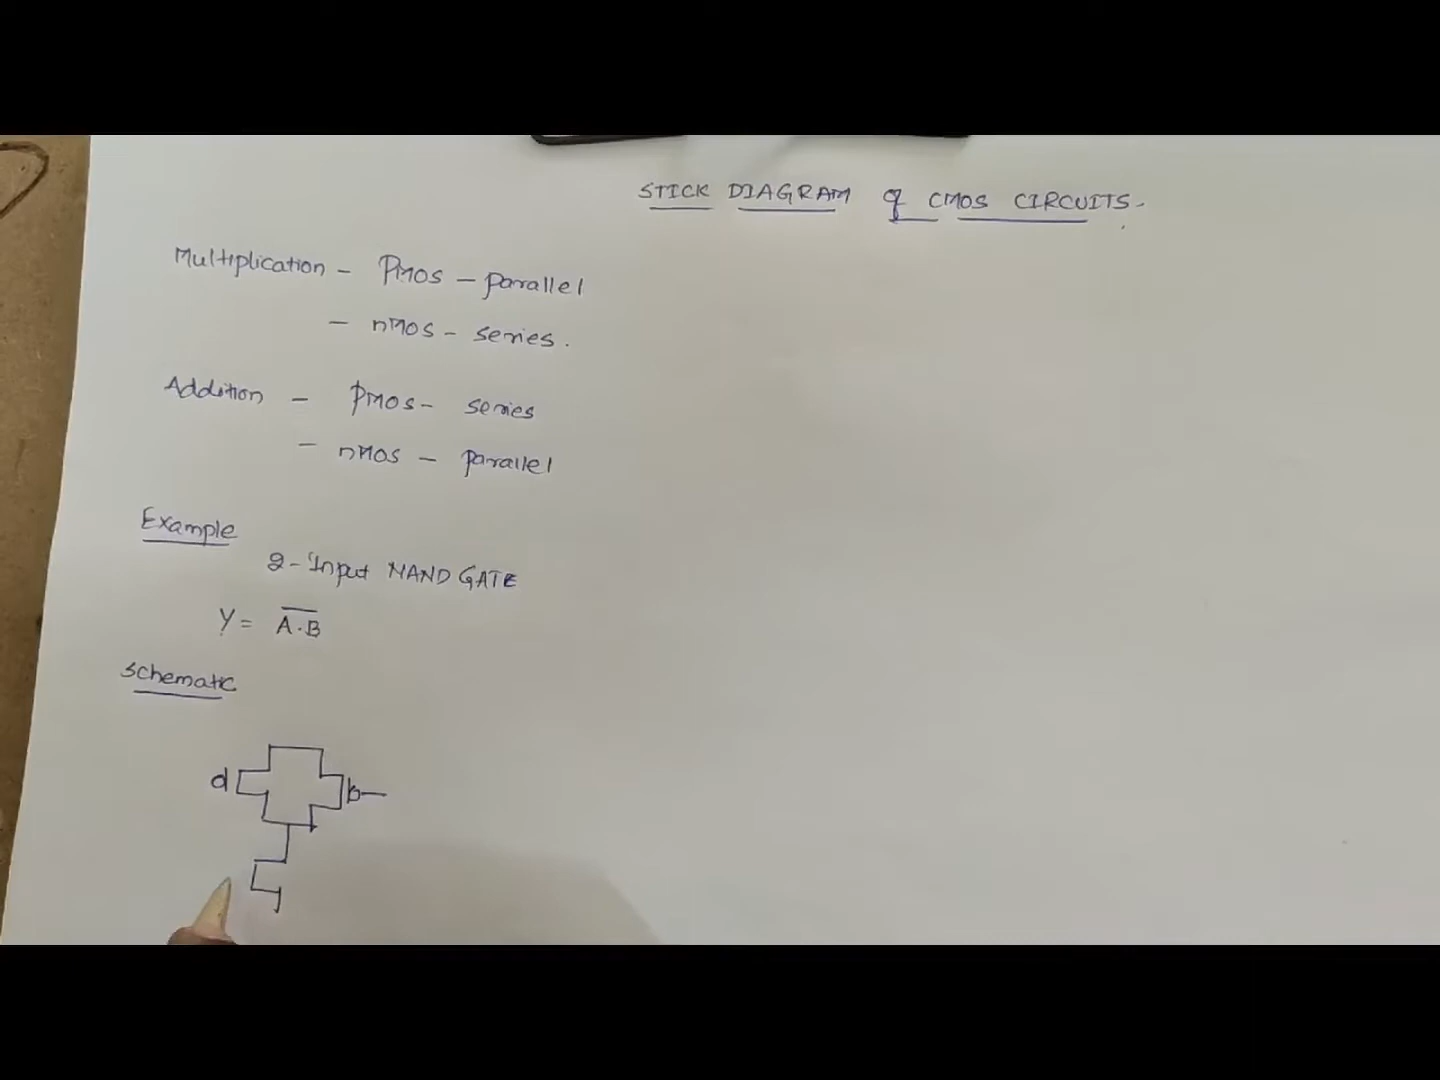 STICK DIAGRAM of CMOS CIRCUITS.
Multiplication - PMOS - parallel
- nMOS - series.
Addition - PMOS - series
- nMOS - parallel
Example
2-Input NAND GATE
Y = \overline{A.B}
Schematic